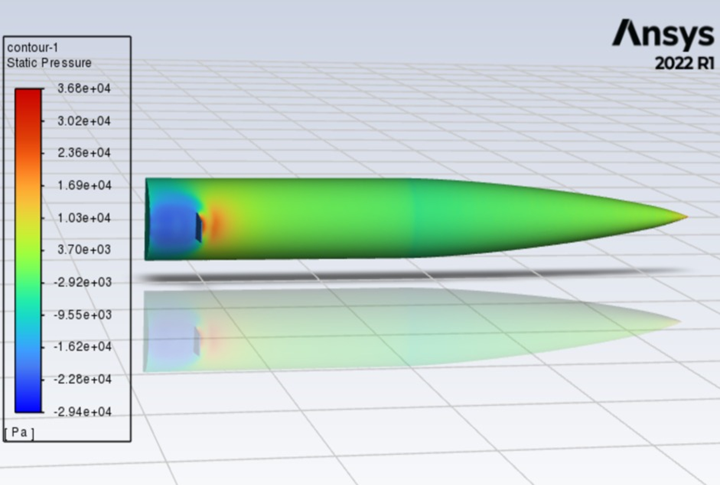 Ansys
2022 R1
contour-1
Static Pressure
3.68e+04
3.02e+04
2.36e+04
1.69e+04
1.03e+04
3.70e+03
-2.92e+03
-9.55e+03
-1.62e+04
-2.28e+04
-2.94e+04
[ Pa ]